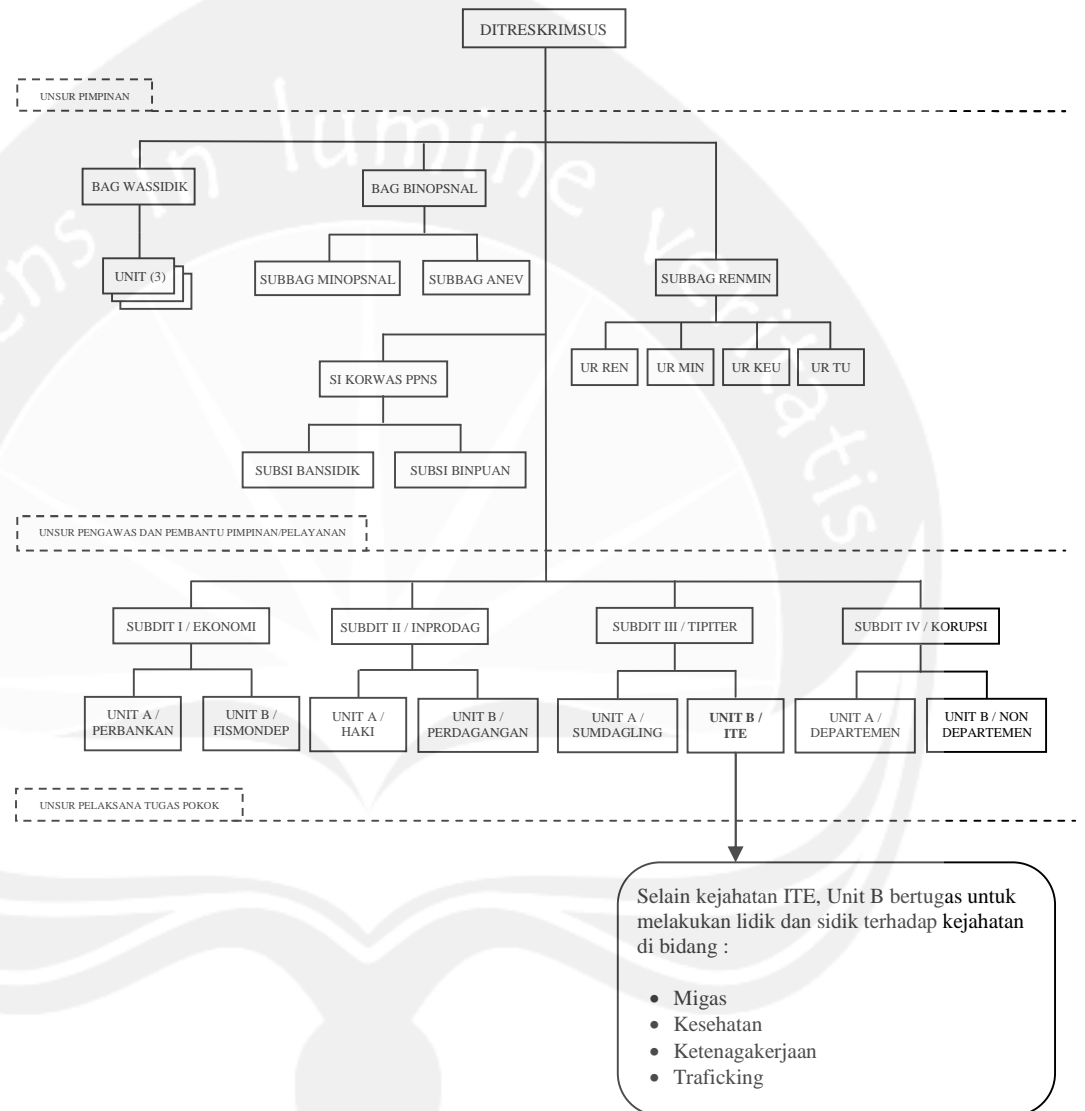 DITRESKRIMSUS
UNSUR PIMPINAN
ens in lumine veritatis
BAG WASSIDIK
BAG BINOPSNAL
UNIT (3)
SUBBAG MINOPSNAL
SUBBAG ANEV
SUBBAG RENMIN
UR REN
UR MIN
UR KEU
UR TU
SI KORWAS PPNS
SUBSI BANSIDIK
SUBSI BINPUAN
UNSUR PENGAWAS DAN PEMBANTU PIMPINAN/PELAYANAN
SUBDIT I / EKONOMI
SUBDIT II / INPRODAG
SUBDIT III / TIPITER
SUBDIT IV / KORUPSI
UNIT A /
PERBANKAN
UNIT B /
FISMONDEP
UNIT A /
HAKI
UNIT B /
PERDAGANGAN
UNIT A /
SUMDAGLING
UNIT B /
ITE
UNIT A /
DEPARTEMEN
UNIT B / NON
DEPARTEMEN
UNSUR PELAKSANA TUGAS POKOK
Selain kejahatan ITE, Unit B bertugas untuk
melakukan lidik dan sidik terhadap kejahatan
di bidang :
• Migas
• Kesehatan
• Ketenagakerjaan
• Traficking